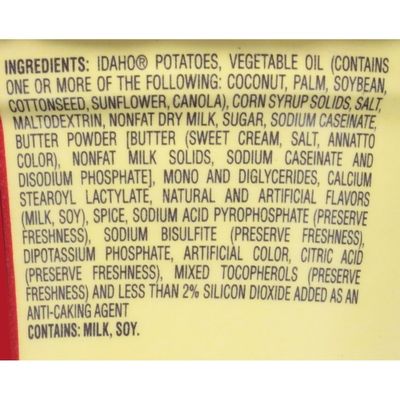 INGREDIENTS: IDAHO® POTATOES, VEGETABLE OIL (CONTAINS
ONE OR MORE OF THE FOLLOWING: COCONUT, PALM, SOYBEAN,
COTTONSEED, SUNFLOWER, CANOLA), CORN SYRUP SOLIDS, SALT,
MALTODEXTRIN, NONFAT DRY MILK, SUGAR, SODIUM CASEINATE,
BUTTER POWDER [BUTTER (SWEET CREAM, SALT, ANNATTO
COLOR), NONFAT MILK SOLIDS, SODIUM CASEINATE AND
DISODIUM PHOSPHATE], MONO AND DIGLYCERIDES, CALCIUM
STEAROYL LACTYLATE, NATURAL AND ARTIFICIAL FLAVORS
(MILK, SOY), SPICE, SODIUM ACID PYROPHOSPHATE (PRESERVE
FRESHNESS), SODIUM BISULFITE (PRESERVE FRESHNESS),
DIPOTASSIUM PHOSPHATE, ARTIFICIAL COLOR, CITRIC ACID
(PRESERVE FRESHNESS), MIXED TOCOPHEROLS (PRESERVE
FRESHNESS) AND LESS THAN 2% SILICON DIOXIDE ADDED AS AN
ANTI-CAKING AGENT
CONTAINS: MILK, SOY.